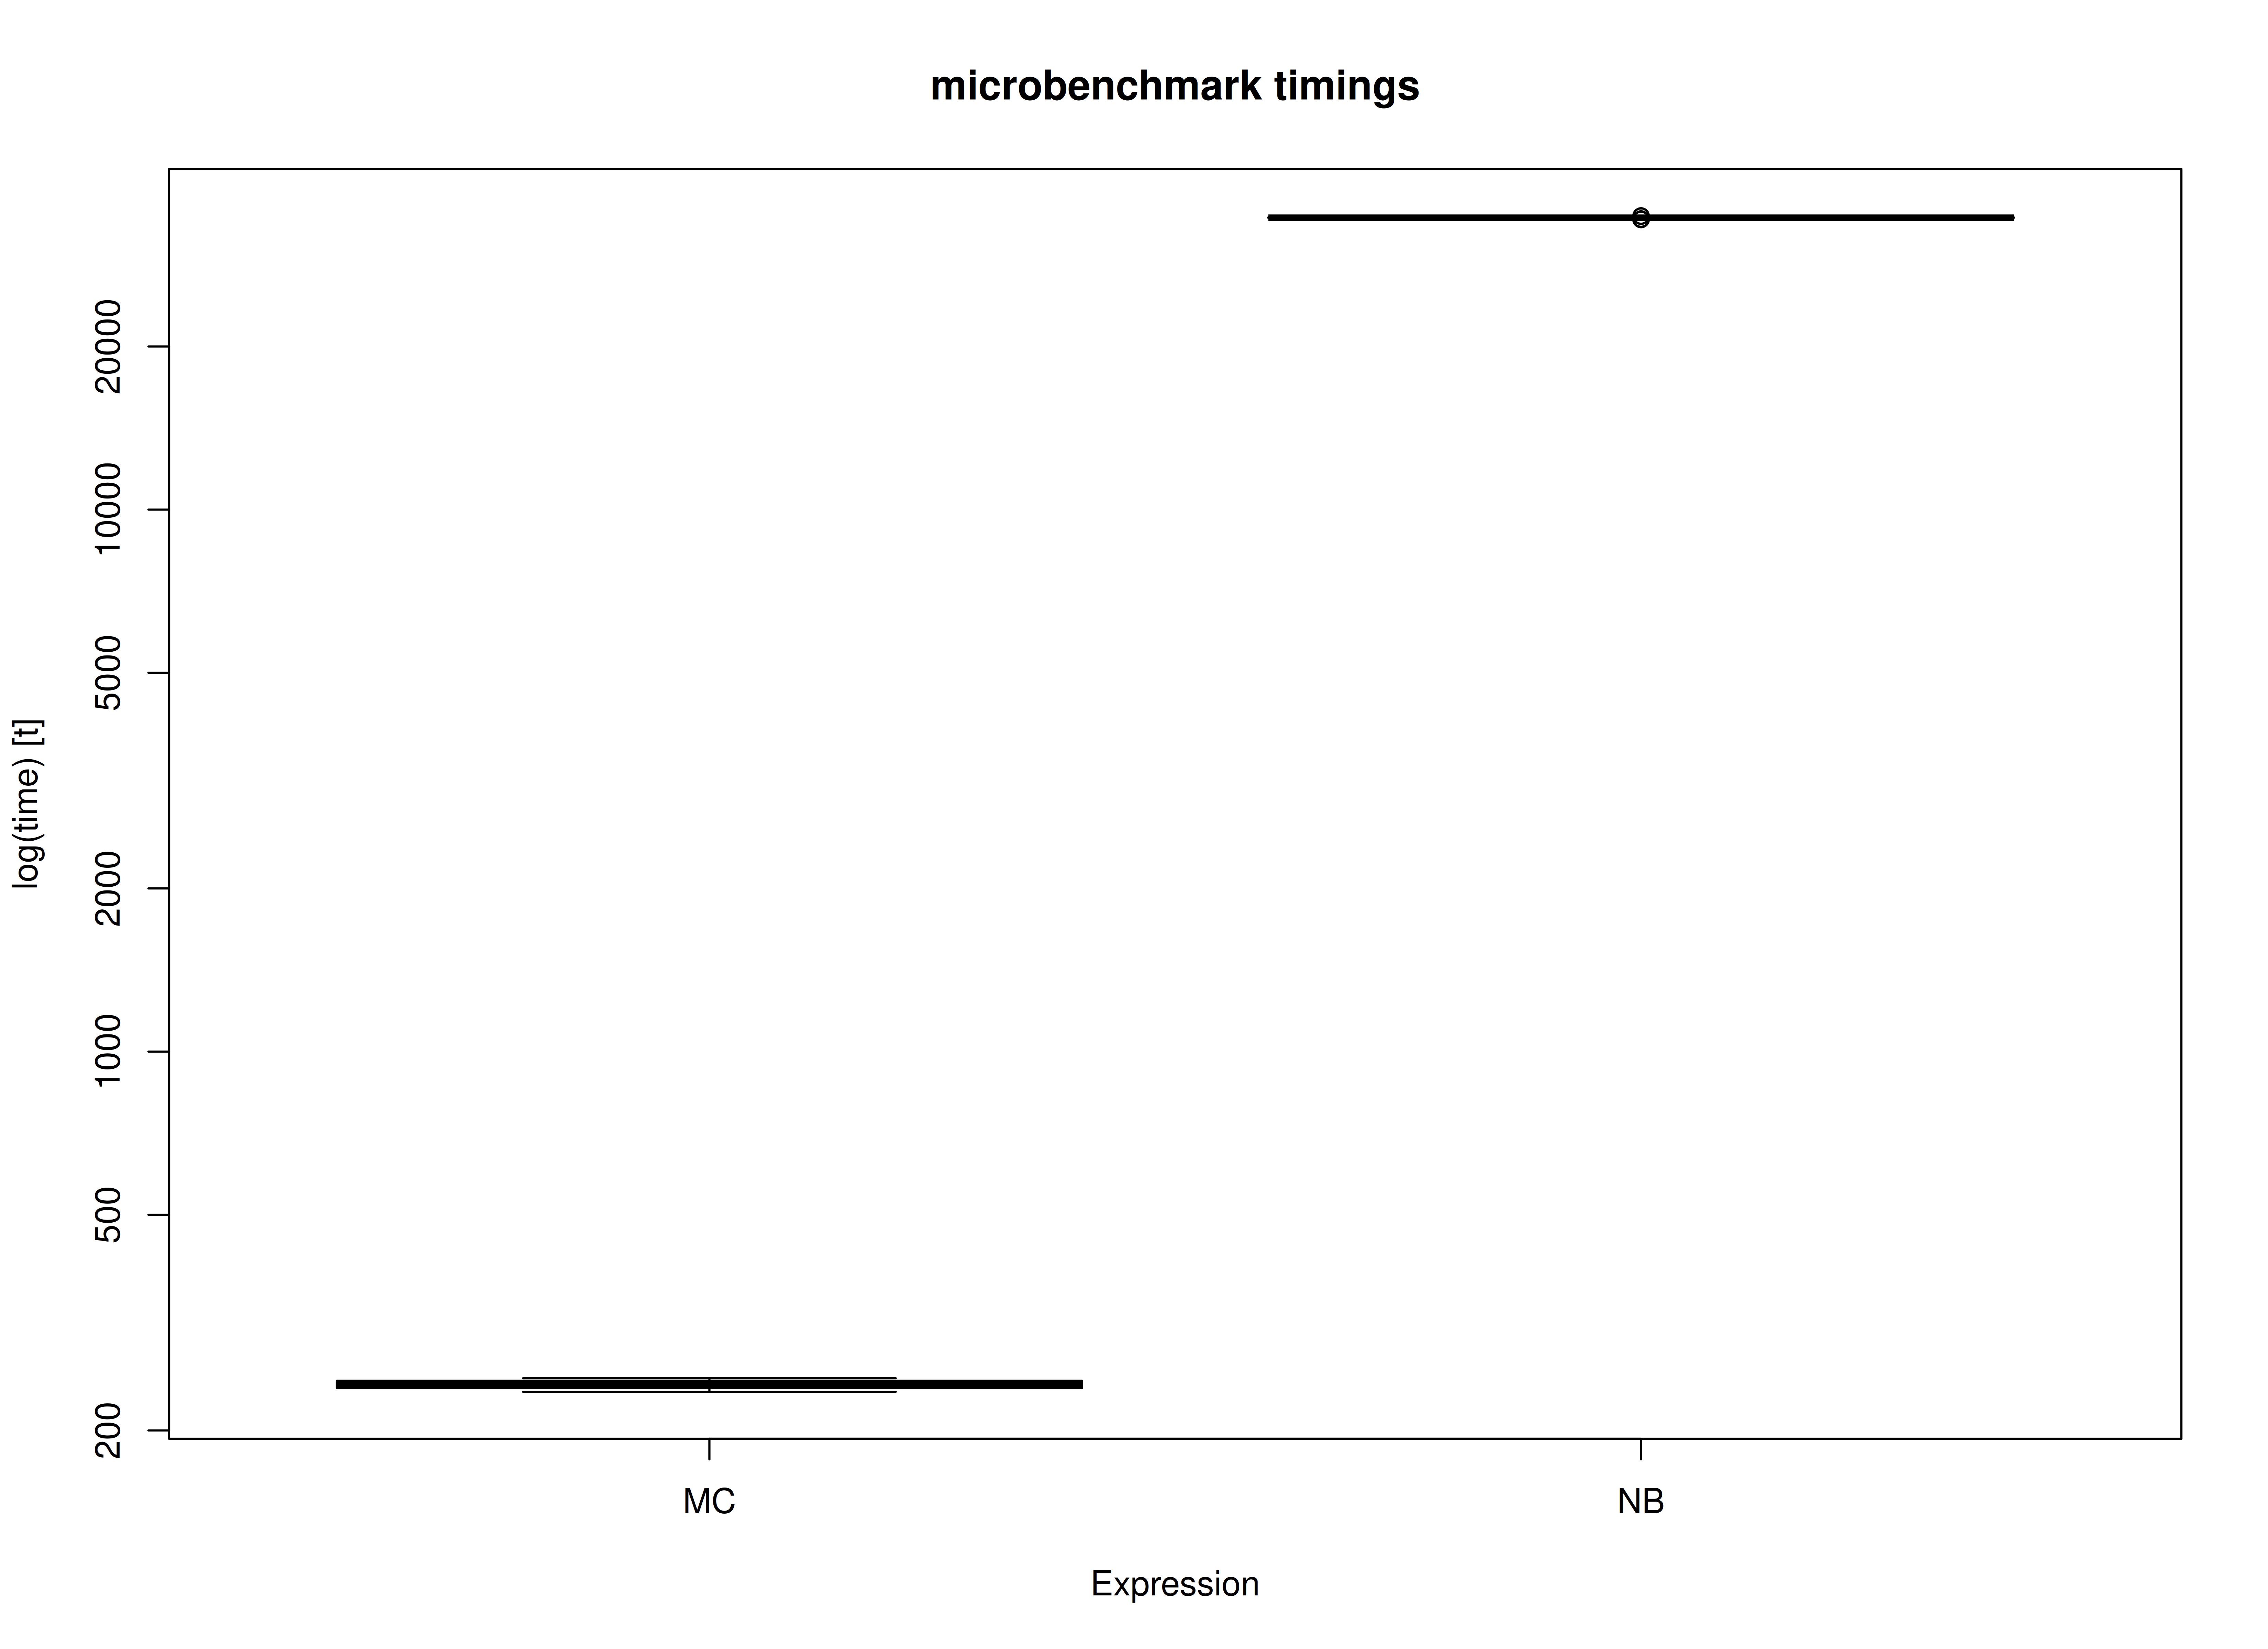 microbenchmark timings
log(time) [t]
20000
10000
5000
2000
1000
500
200
MC
NB
Expression